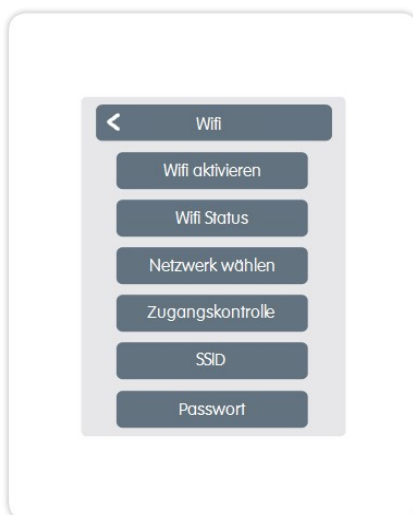 Wifi
Wifi aktivieren
Wifi Status
Netzwerk wählen
Zugangskontrolle
SSID
Passwort